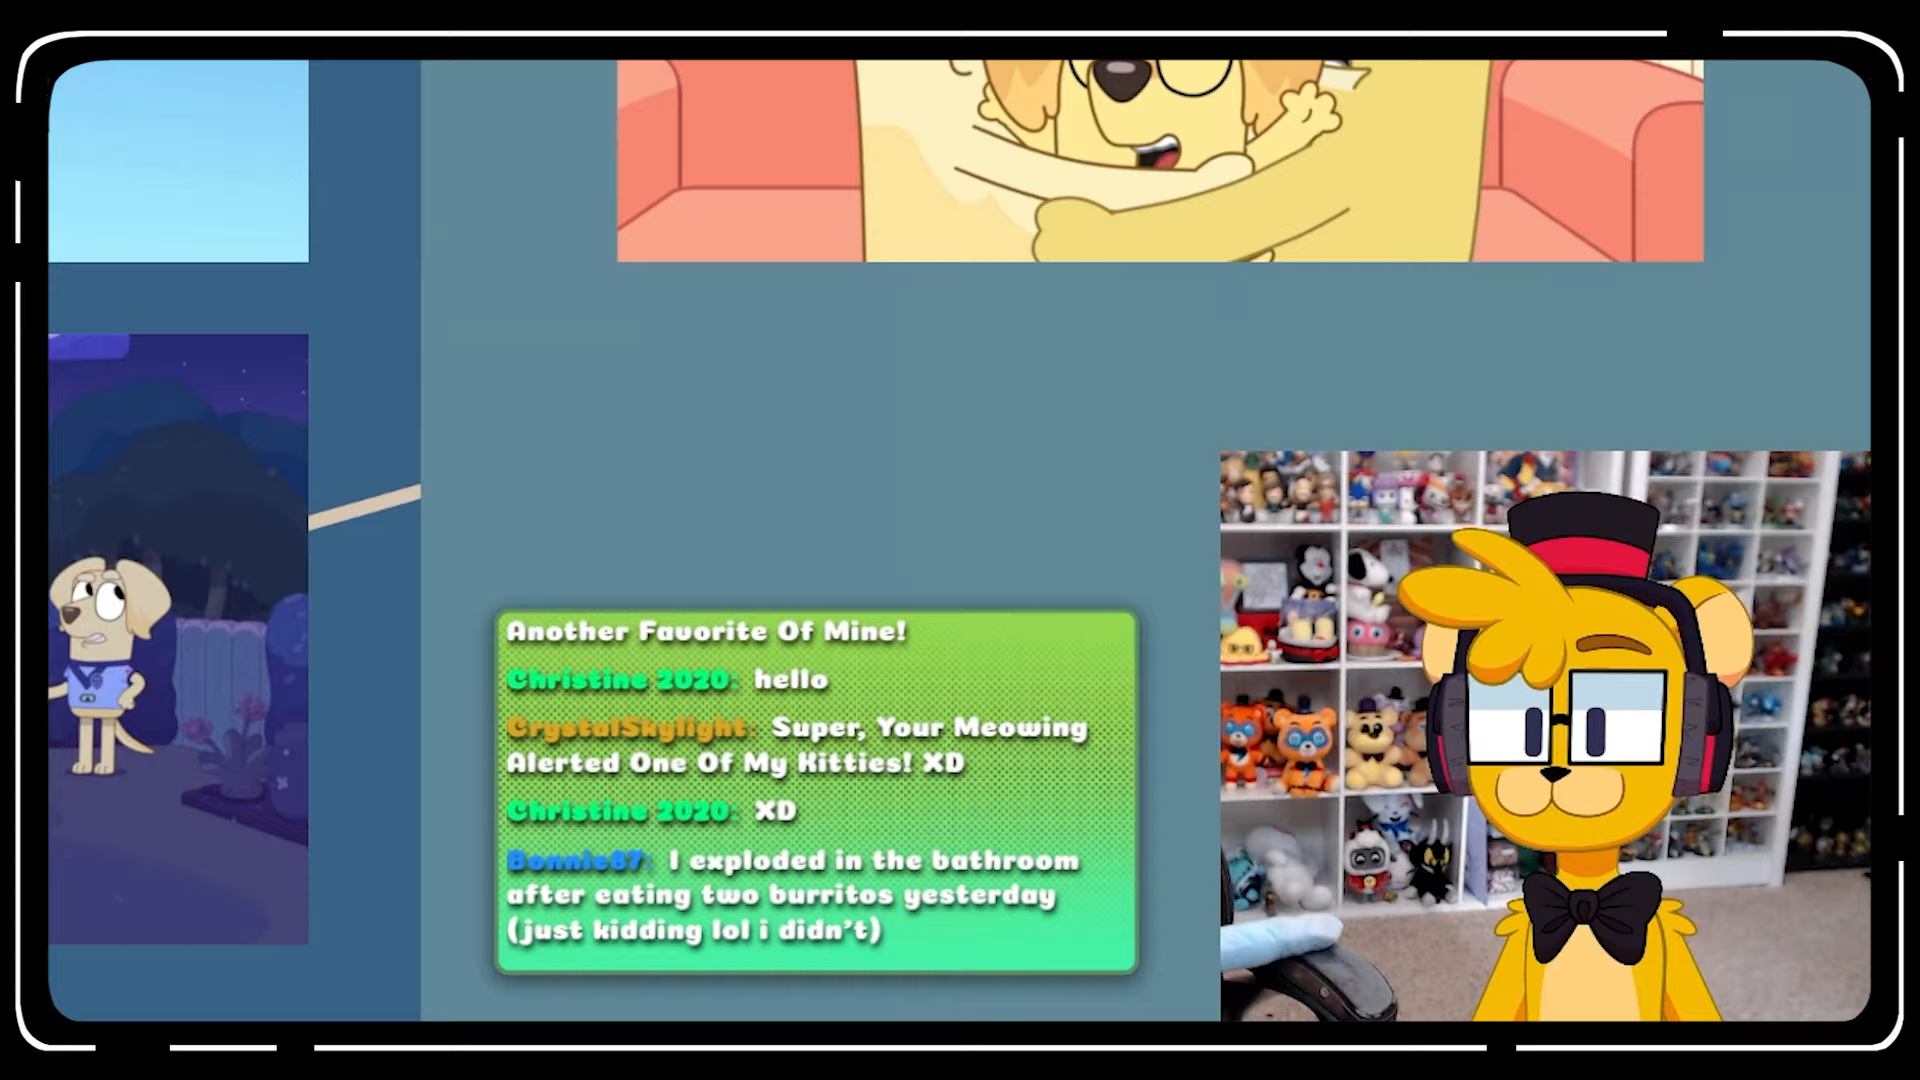 Another Favorite Of Mine!
Christine 2020: hello
CrystalSkylight: Super, Your Meowing
Alerted One Of My Kitties! XD
Christine 2020: XD
Bonnie87: I exploded in the bathroom
after eating two burritos yesterday
(just kidding lol i didn't)